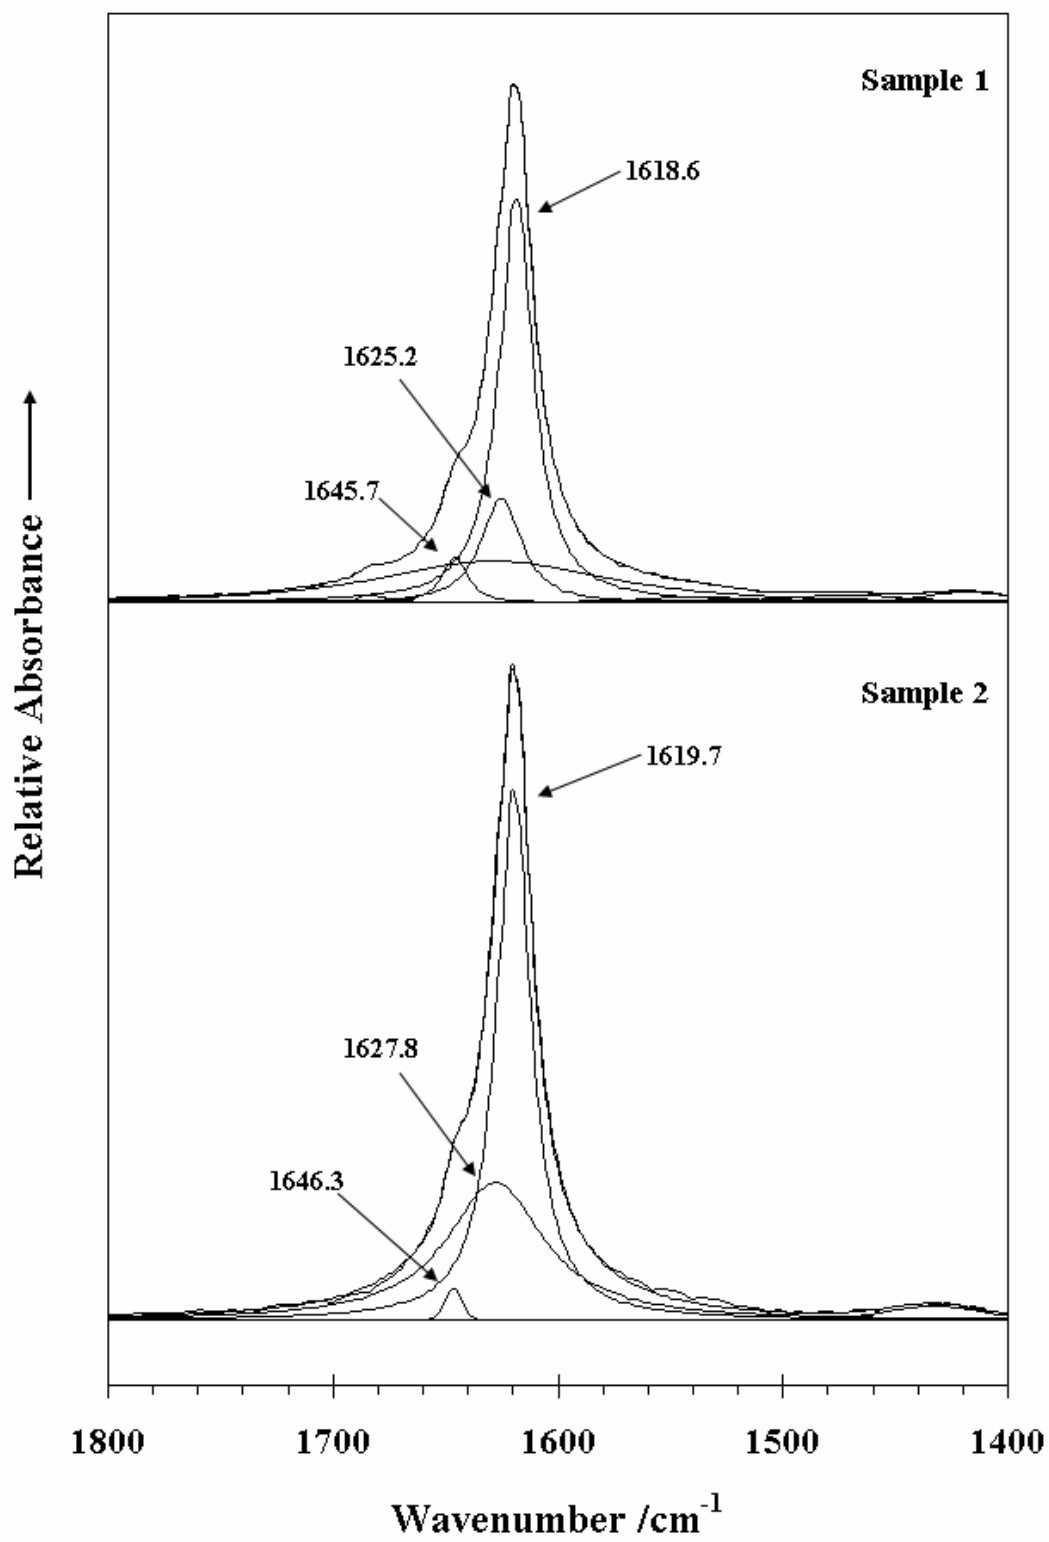 Sample 1
1618.6
1625.2
1645.7
Relative Absorbance
Sample 2
1619.7
1627.8
1646.3
1800 1700 1600 1500 1400
Wavenumber /cm-1